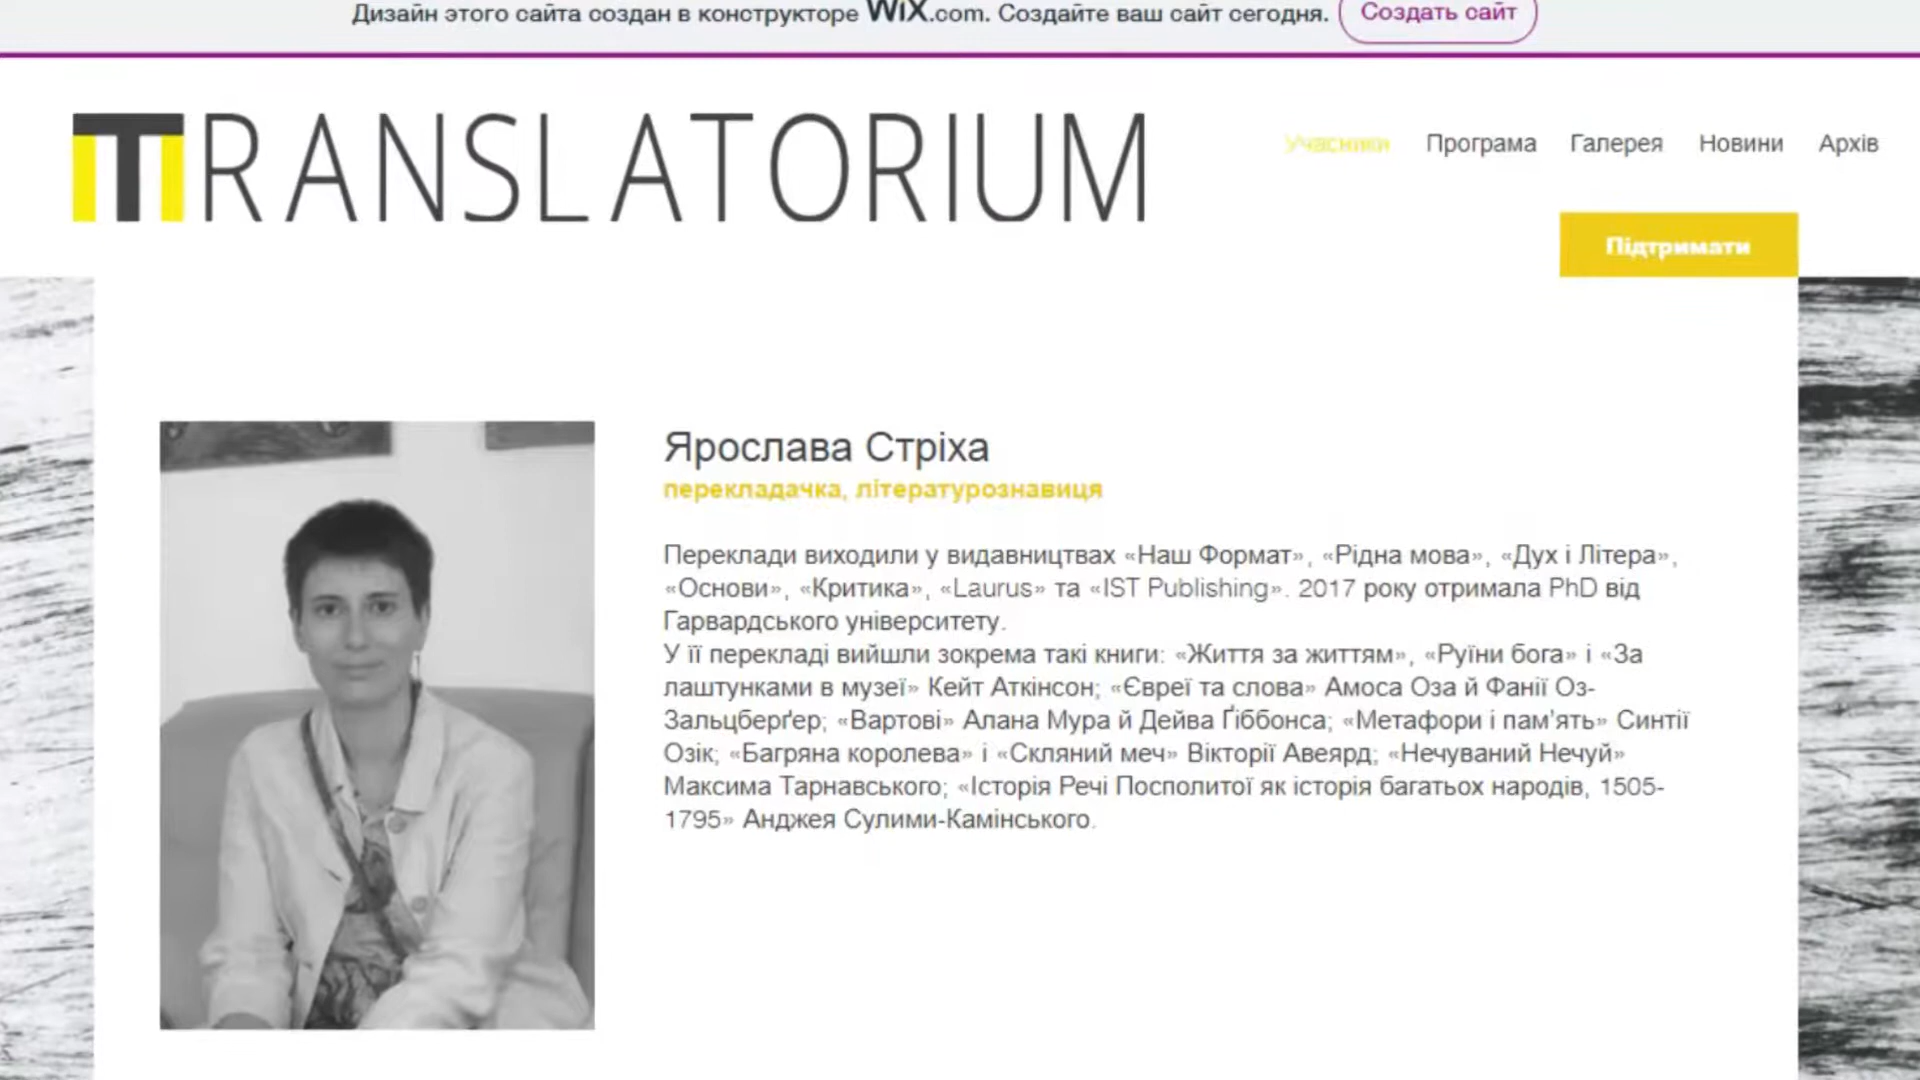 Дизайн этого сайта создан в конструкторе WiX.com. Создайте ваш сайт сегодня. Создать сайт
TRANSLATORIUM
Учасники Програма Галерея Новини Архів
Підтримати
Ярослава Стріха
перекладачка, літературознавиця
Переклади виходили у видавництвах «Наш Формат», «Рідна мова», «Дух і Літера»,
«Основи», «Критика», «Laurus» та «IST Publishing». 2017 року отримала PhD від
Гарвардського університету.
У її перекладі вийшли зокрема такі книги: «Життя за життям», «Руїни бога» і «За
лаштунками в музеї» Кейт Аткінсон; «Євреї та слова» Амоса Оза й Фанії Оз-
Зальцберґер; «Вартові» Алана Мура й Дейва Ґіббонса; «Метафори і пам'ять» Синтії
Озік; «Багряна королева» і «Скляний меч» Вікторії Авеярд; «Нечуваний Нечуй»
Максима Тарнавського; «Історія Речі Посполитої як історія багатьох народів, 1505-
1795» Анджея Сулими-Камінського.